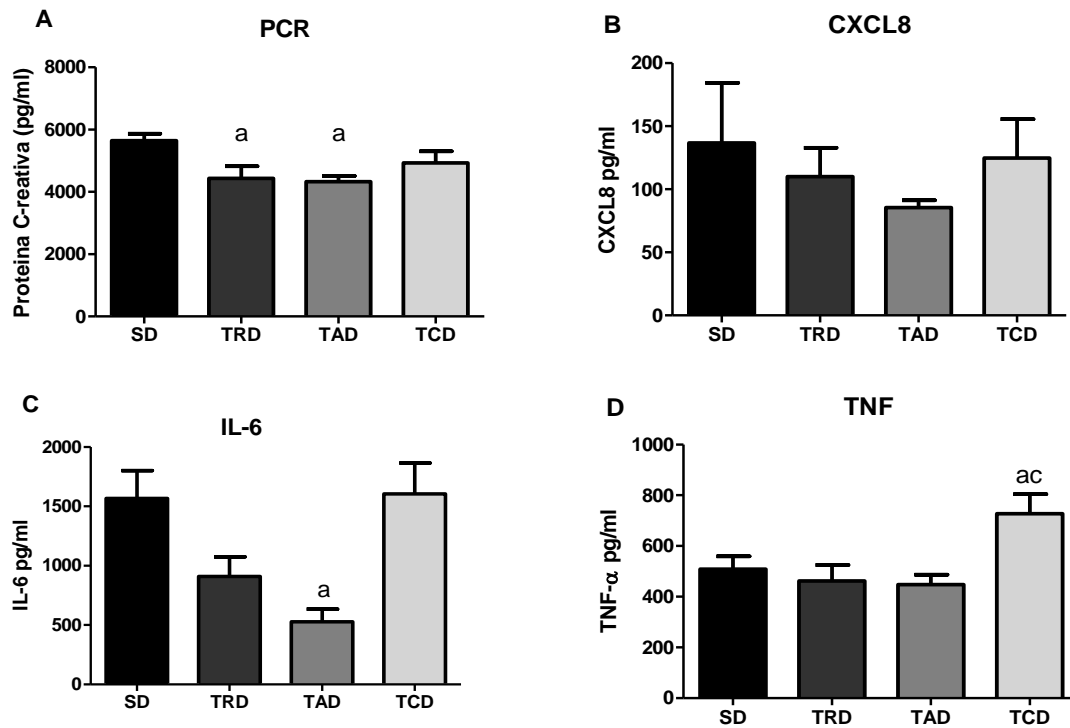 A
PCR
Proteina C-reativa (pg/ml)
8000
6000
4000
2000
0
a
a
SD
TRD
TAD
TCD
B
CXCL8
CXCL8 pg/ml
200
150
100
50
0
SD
TRD
TAD
TCD
C
IL-6
IL-6 pg/ml
2000
1500
1000
500
0
a
SD
TRD
TAD
TCD
D
TNF
TNF-α pg/ml
1000
800
600
400
200
0
ac
SD
TRD
TAD
TCD